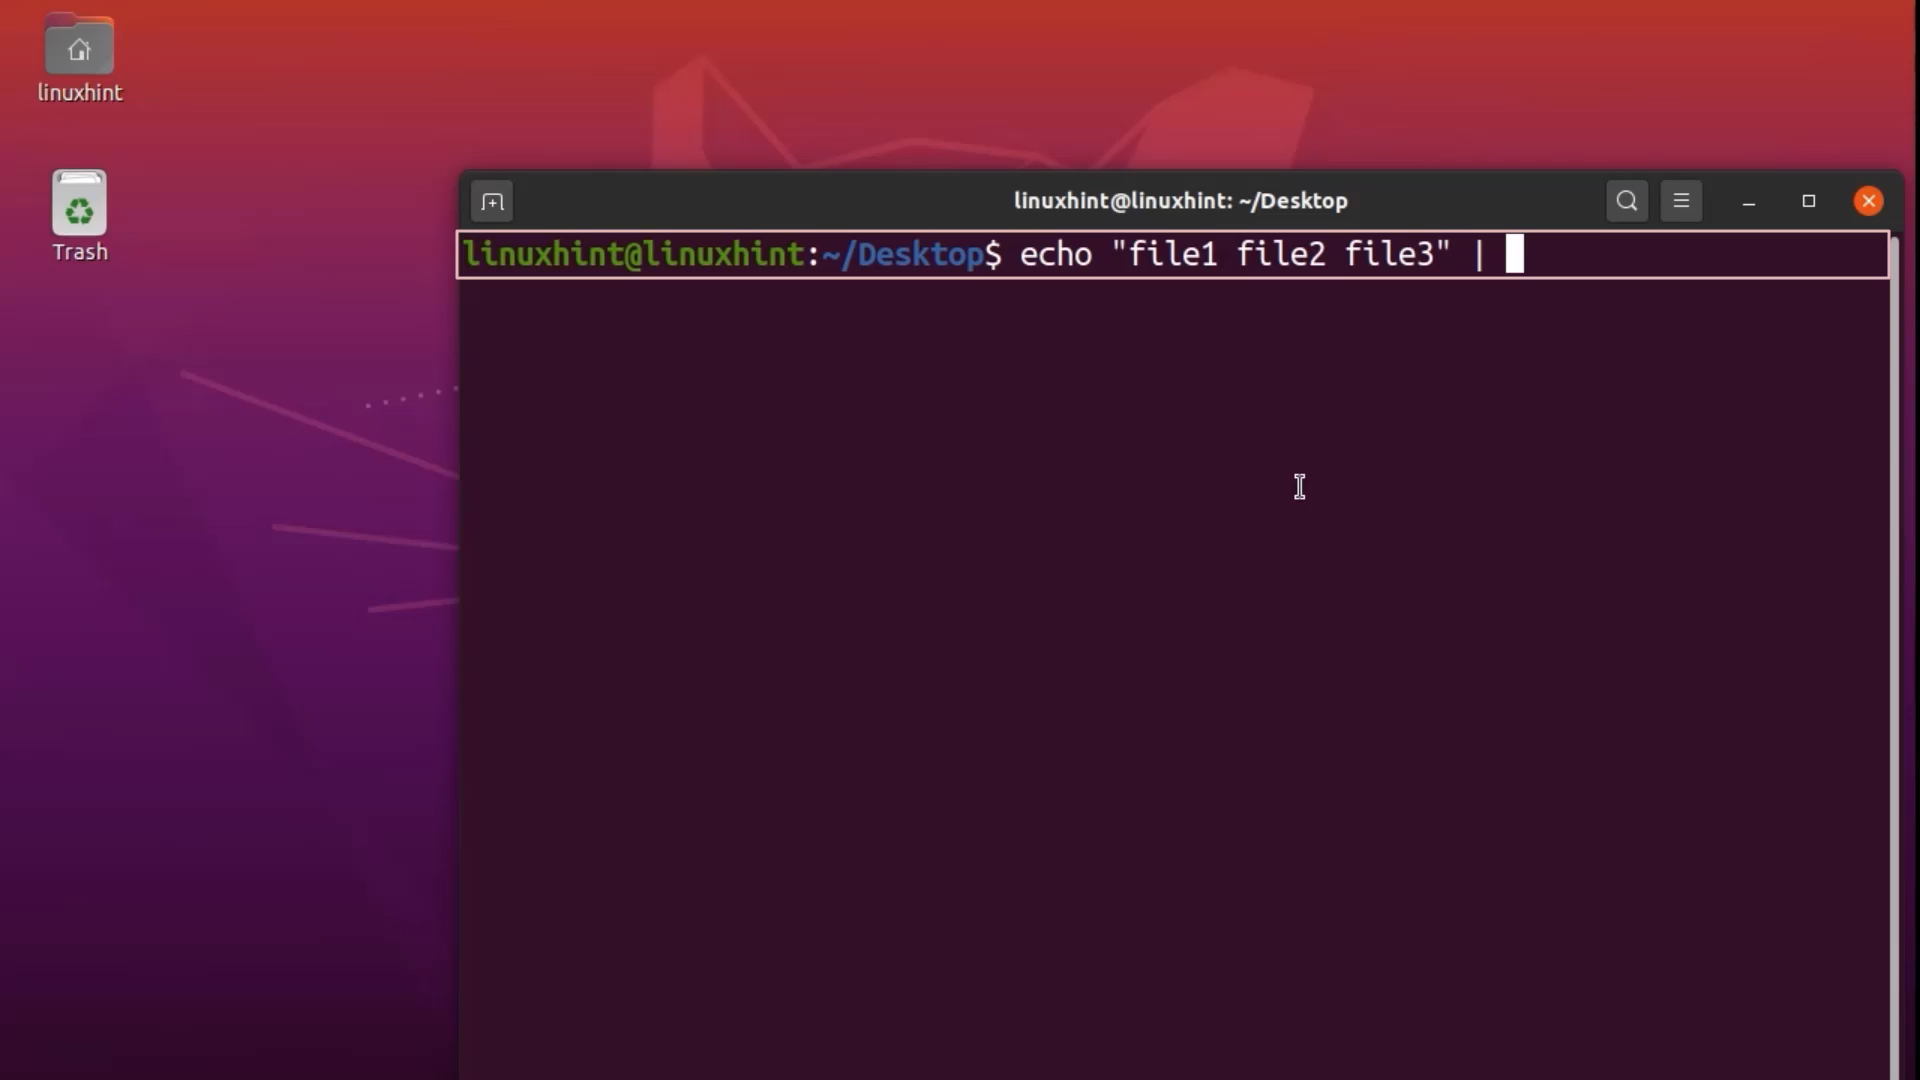 linuxhint
Trash
linuxhint@linuxhint: ~/Desktop
linuxhint@linuxhint:~/Desktop$ echo "file1 file2 file3" |